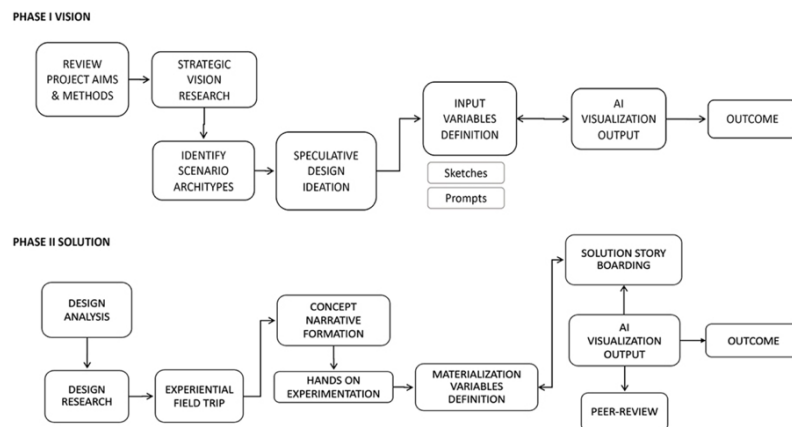 PHASE I VISION
REVIEW
PROJECT AIMS
& METHODS
STRATEGIC
VISION
RESEARCH
IDENTIFY
SCENARIO
ARCHITYPES
SPECULATIVE
DESIGN
IDEATION
INPUT
VARIABLES
DEFINITION
Sketches
Prompts
AI
VISUALIZATION
OUTPUT
OUTCOME
PHASE II SOLUTION
DESIGN
ANALYSIS
DESIGN
RESEARCH
EXPERIENTIAL
FIELD TRIP
CONCEPT
NARRATIVE
FORMATION
HANDS ON
EXPERIMENTATION
MATERIALIZATION
VARIABLES
DEFINITION
SOLUTION STORY
BOARDING
AI
VISUALIZATION
OUTPUT
OUTCOME
PEER-REVIEW